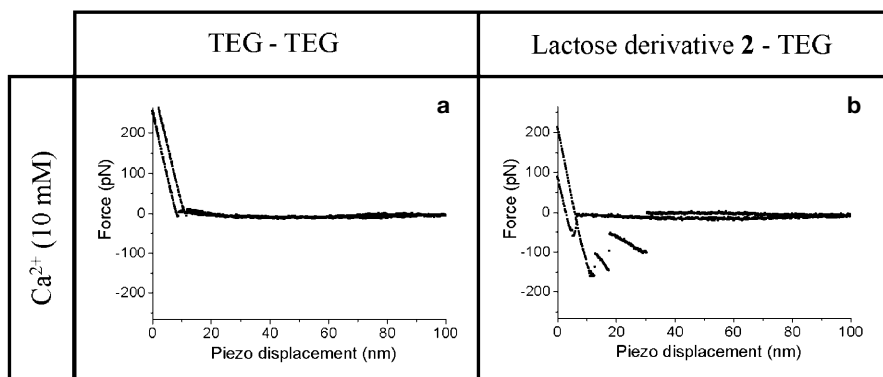 TEG - TEG
Lactose derivative 2 - TEG
Ca²⁺ (10 mM)
a
Force (pN)
200
100
0
-100
-200
0 20 40 60 80 100
Piezo displacement (nm)
b
Force (pN)
200
100
0
-100
-200
0 20 40 60 80 100
Piezo displacement (nm)